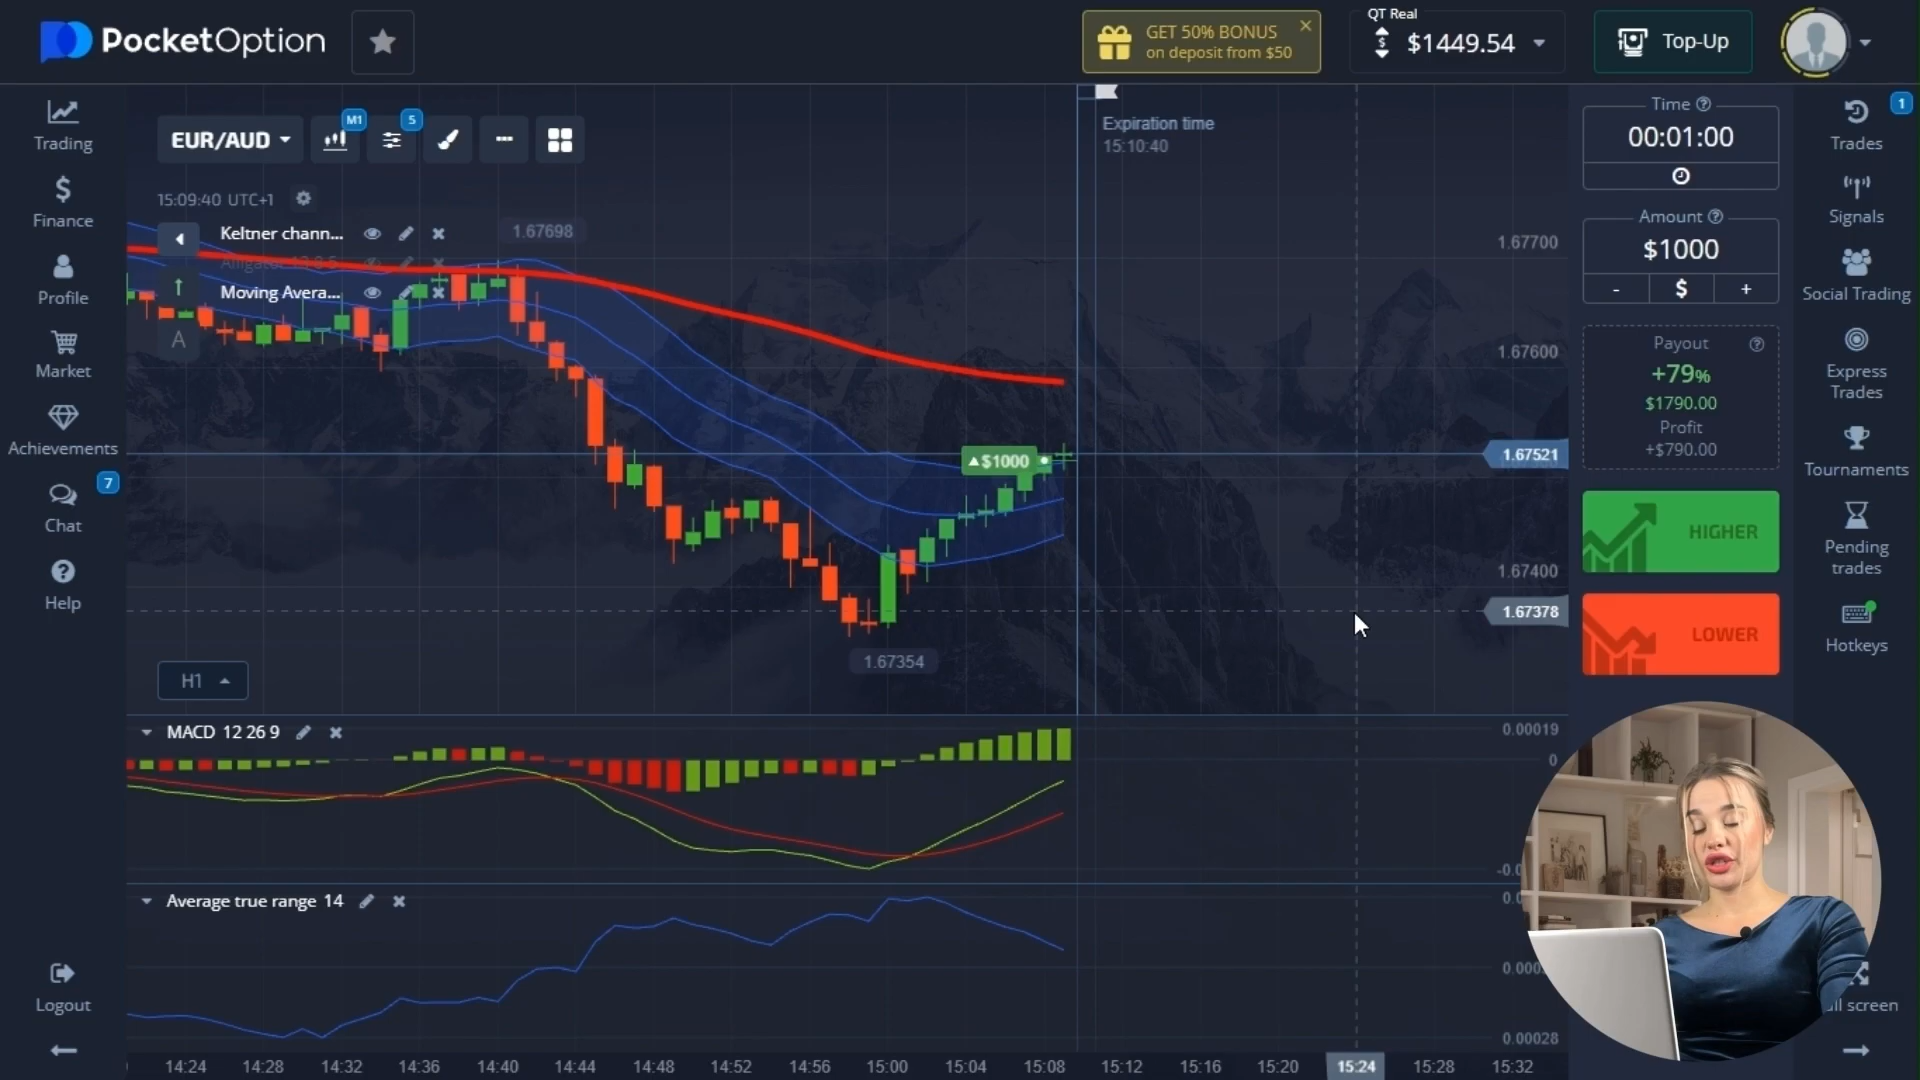 PocketOption
GET 50% BONUS
on deposit from $50
QT Real
$1449.54
Top-Up
Trading
Finance
Profile
Market
Achievements
7
Chat
Help
Logout
EUR/AUD
M1
5
15:09:40 UTC+1
Keltner chann...
Alligator 13 8 5
Moving Avera...
A
1.67698
1.67354
H1
$1000
Expiration time
15:10:40
1.67700
1.67600
1.67521
1.67400
1.67378
MACD 12 26 9
0.00019
0
Average true range 14
0.00028
14:24
14:28
14:32
14:36
14:40
14:44
14:48
14:52
14:56
15:00
15:04
15:08
15:12
15:16
15:20
15:24
15:28
15:32
Time
00:01:00
Amount
$1000
- $ +
Payout
+79%
$1790.00
Profit
+$790.00
HIGHER
LOWER
1
Trades
Signals
Social Trading
Express
Trades
Tournaments
Pending
trades
Hotkeys
screen